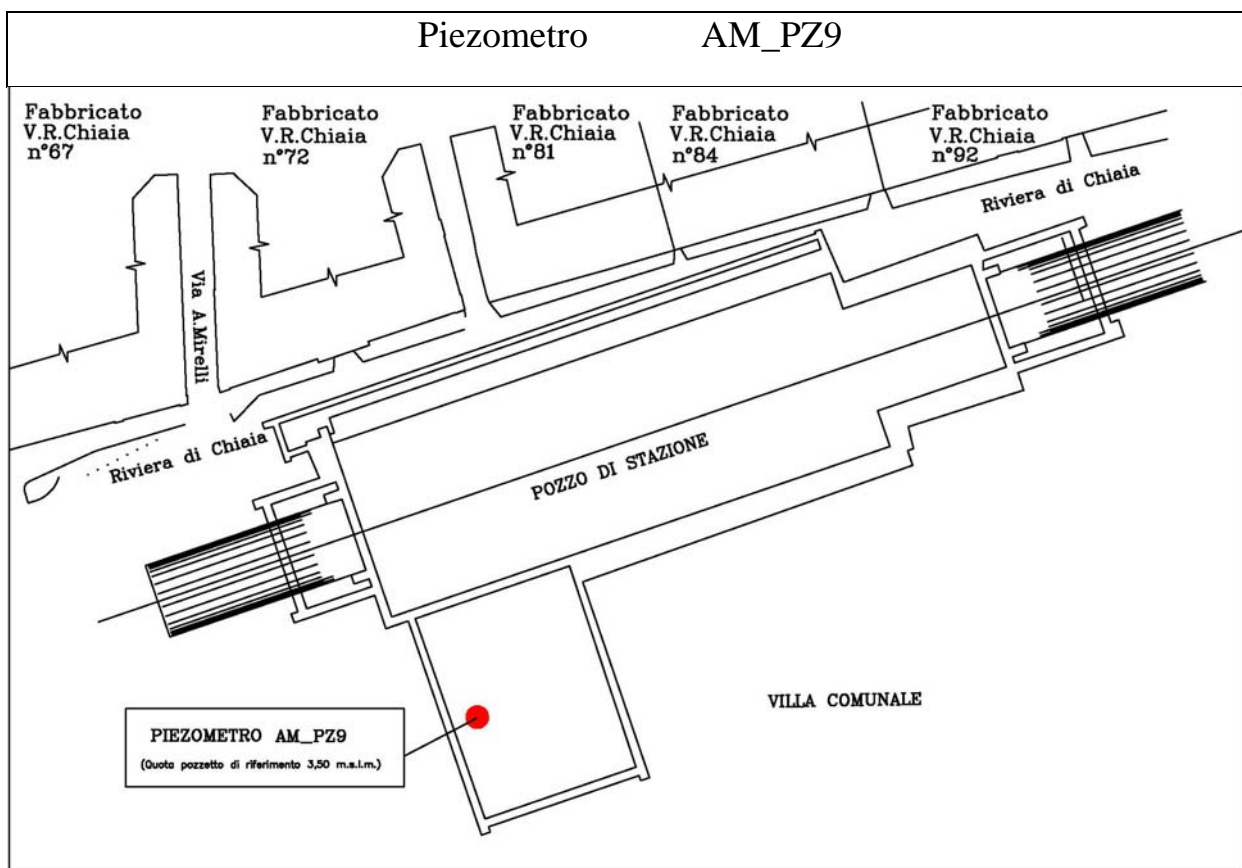 Piezometro AM_PZ9
Fabbricato
V.R.Chiaia
n°67
Fabbricato
V.R.Chiaia
n°72
Fabbricato
V.R.Chiaia
n°81
Fabbricato
V.R.Chiaia
n°84
Fabbricato
V.R.Chiaia
n°92
Riviera di Chiaia
Via A.Mirelli
Riviera di Chiaia
POZZO DI STAZIONE
VILLA COMUNALE
PIEZOMETRO AM_PZ9
(Quota pozzetto di riferimento 3,50 m.s.l.m.)